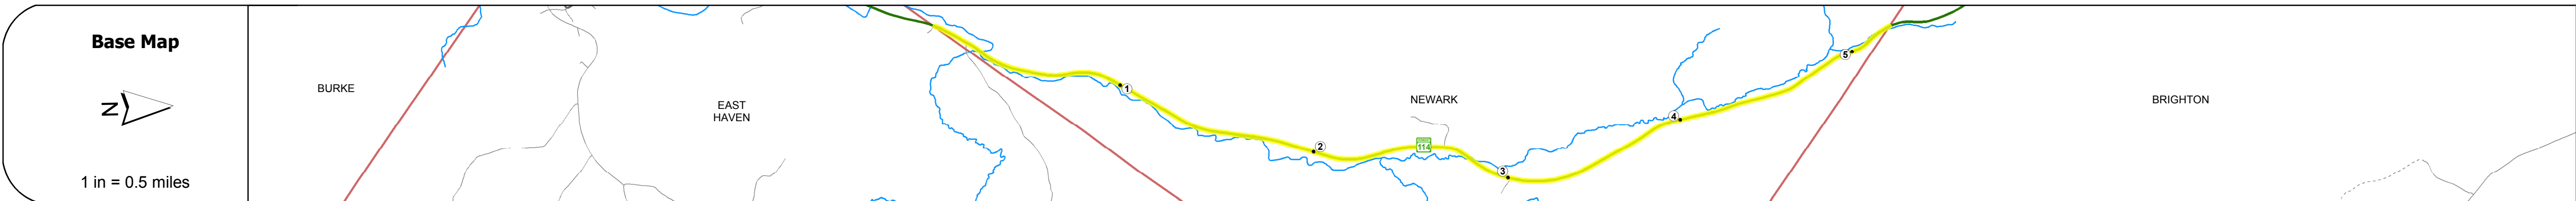 Base Map
N
1 in = 0.5 miles
BURKE
EAST
HAVEN
1
2
114
3
NEWARK
4
5
BRIGHTON